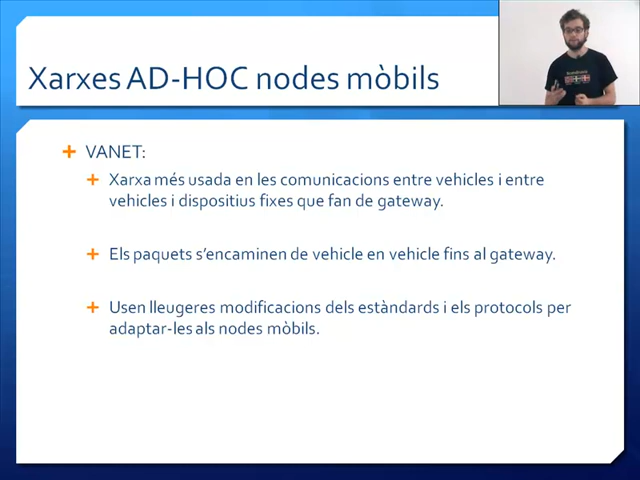 Xarxes AD-HOC nodes mòbils
VANET:
Xarxa més usada en les comunicacions entre vehicles i entre
vehicles i dispositius fixes que fan de gateway.
Els paquets s'encaminen de vehicle en vehicle fins al gateway.
Usen lleugeres modificacions dels estàndards i els protocols per
adaptar-les als nodes mòbils.